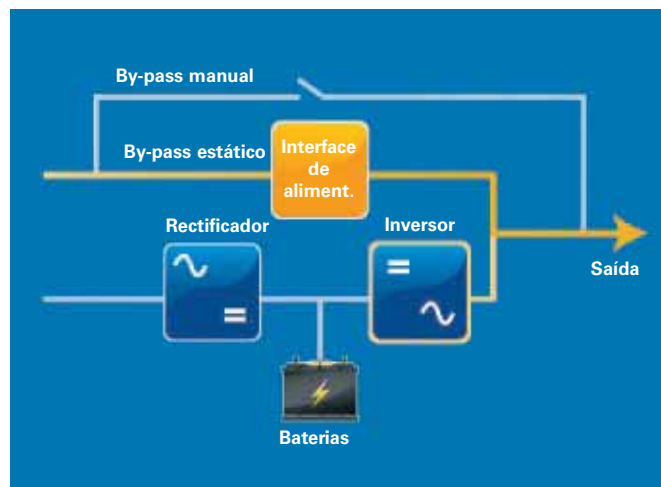 By-pass manual
By-pass estático
Interface
de
aliment.
Rectificador
Inversor
Saída
Baterias